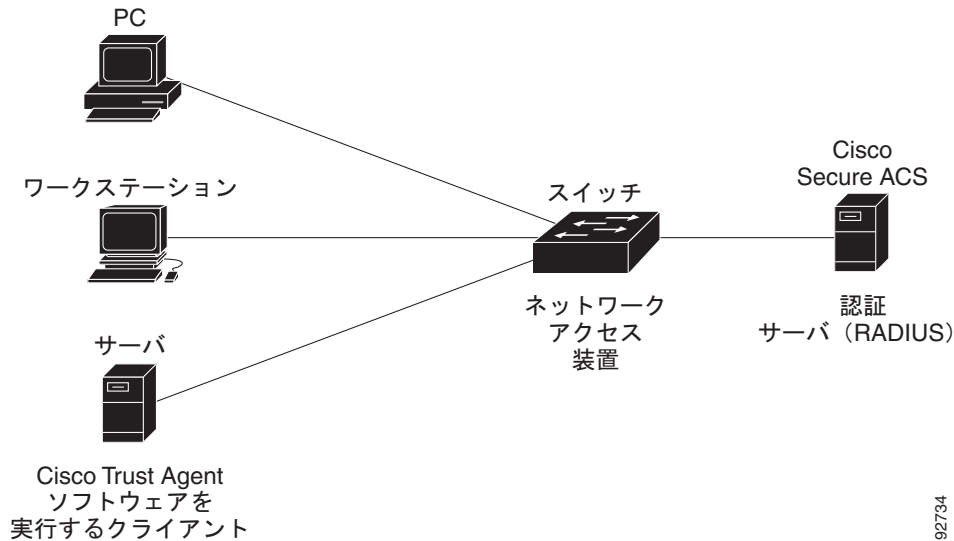 PC
ワークステーション
サーバ
Cisco Trust Agent
ソフトウェアを
実行するクライアント
スイッチ
ネットワーク
アクセス
装置
Cisco
Secure ACS
認証
サーバ（RADIUS）
92734